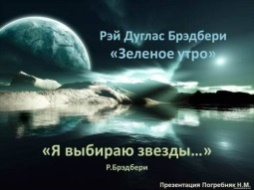 Рэй Дуглас Брэдбери
«Зеленое утро»
«Я выбираю звезды…»
Р.Брэдбери
Презентация Погребняк Н.М.